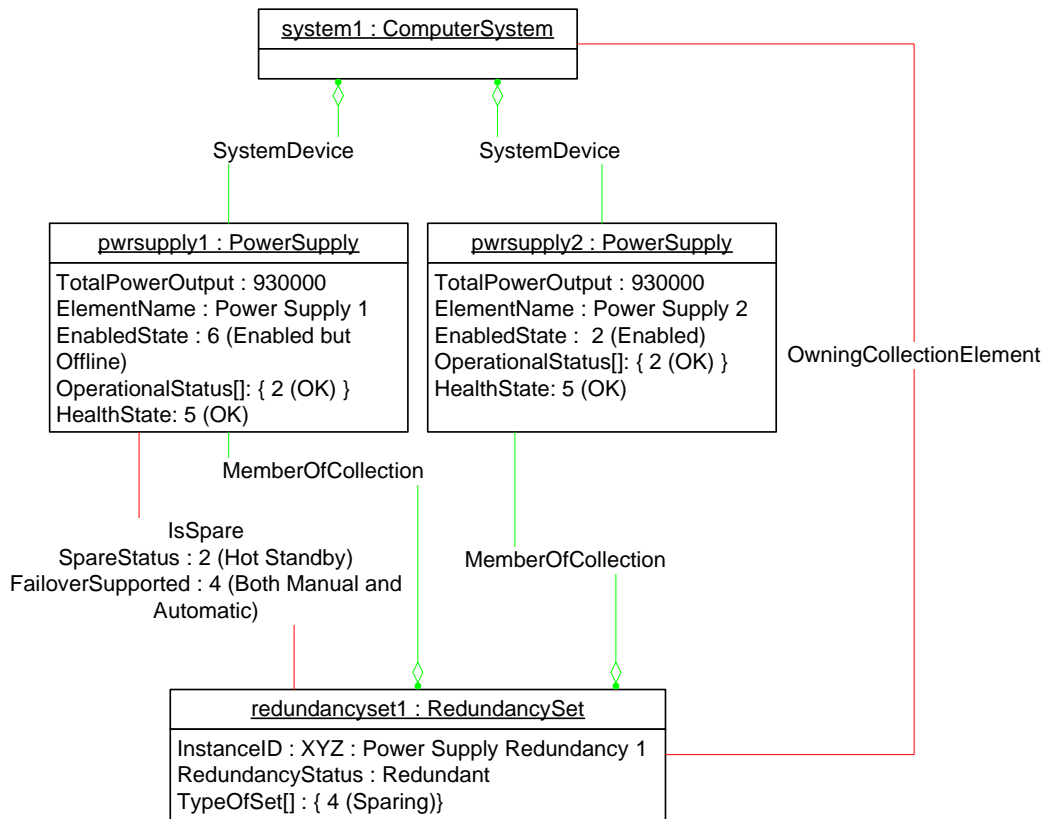 system1 : ComputerSystem
SystemDevice
SystemDevice
pwrsupply1 : PowerSupply
TotalPowerOutput : 930000
ElementName : Power Supply 1
EnabledState : 6 (Enabled but
Offline)
OperationalStatus[]: { 2 (OK) }
HealthState: 5 (OK)
pwrsupply2 : PowerSupply
TotalPowerOutput : 930000
ElementName : Power Supply 2
EnabledState :  2 (Enabled)
OperationalStatus[]: { 2 (OK) }
HealthState: 5 (OK)
OwningCollectionElement
MemberOfCollection
IsSpare
SpareStatus : 2 (Hot Standby)
FailoverSupported : 4 (Both Manual and
Automatic)
MemberOfCollection
redundancyset1 : RedundancySet
InstanceID : XYZ : Power Supply Redundancy 1
RedundancyStatus : Redundant
TypeOfSet[] : { 4 (Sparing)}